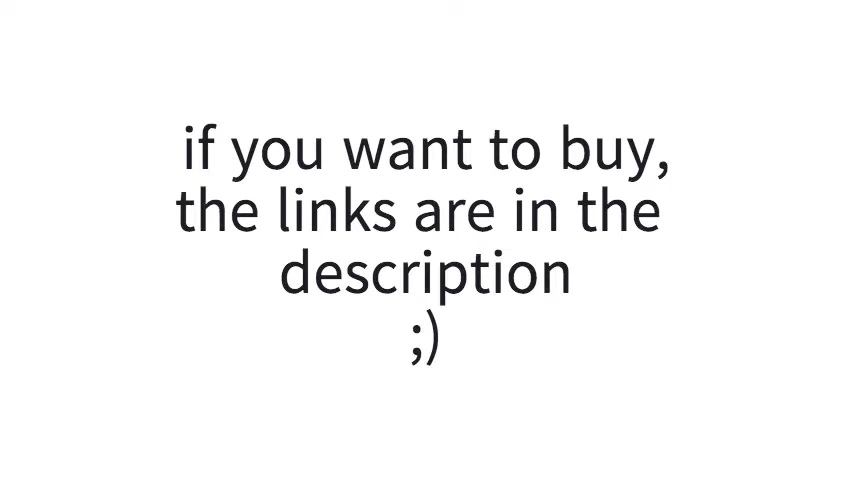 if you want to buy,
the links are in the
description
;)